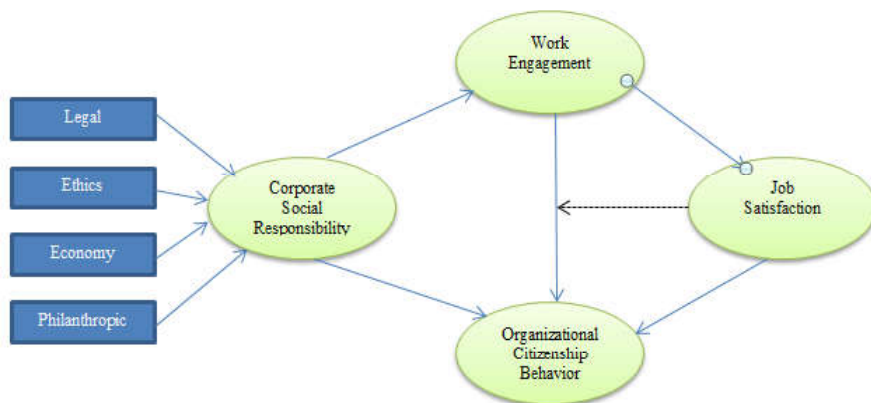 Work
Engagement
Legal
Ethics
Economy
Philanthropic
Corporate
Social
Responsibility
Job
Satisfaction
Organizational
Citizenship
Behavior